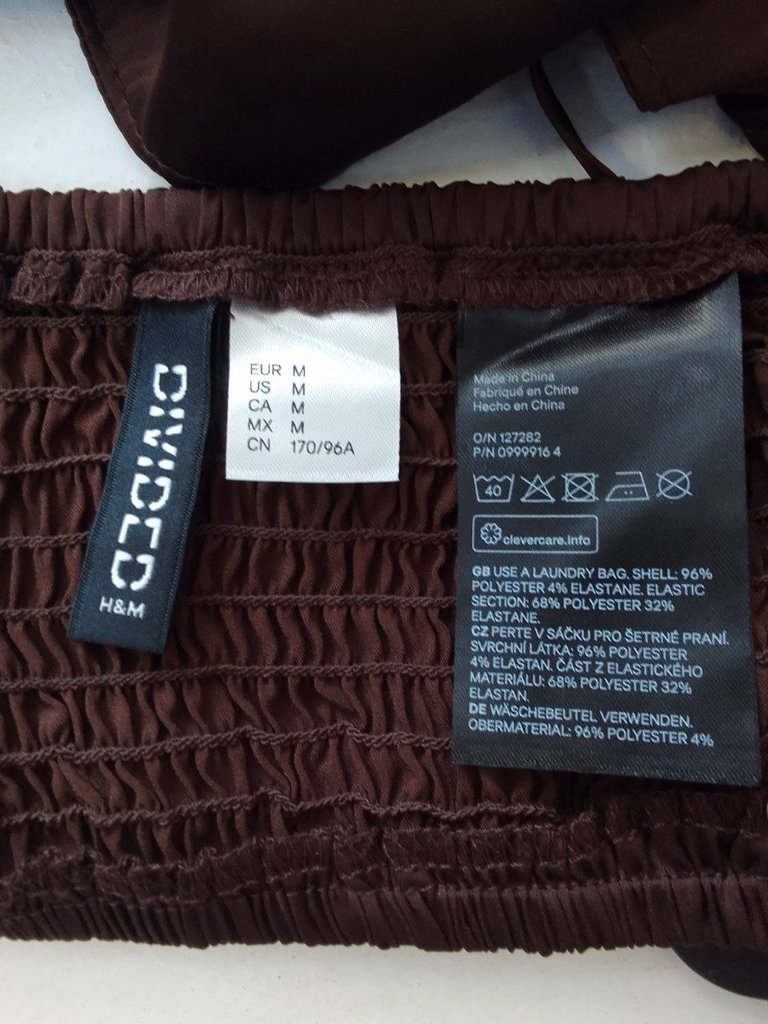 DIVIDED
H&M
EUR M
US M
CA M
MX M
CN 170/96A
Made in China
Fabriqué en Chine
Hecho en China
O/N 127282
P/N 0999916 4
40
clevercare.info
GB USE A LAUNDRY BAG. SHELL: 96%
POLYESTER 4% ELASTANE. ELASTIC
SECTION: 68% POLYESTER 32%
ELASTANE.
CZ PERTE V SÁČKU PRO ŠETRNÉ PRANÍ.
SVRCHNÍ LÁTKA: 96% POLYESTER
4% ELASTAN. ČÁST Z ELASTICKÉHO
MATERIÁLU: 68% POLYESTER 32%
ELASTAN.
DE WÄSCHEBEUTEL VERWENDEN.
OBERMATERIAL: 96% POLYESTER 4%